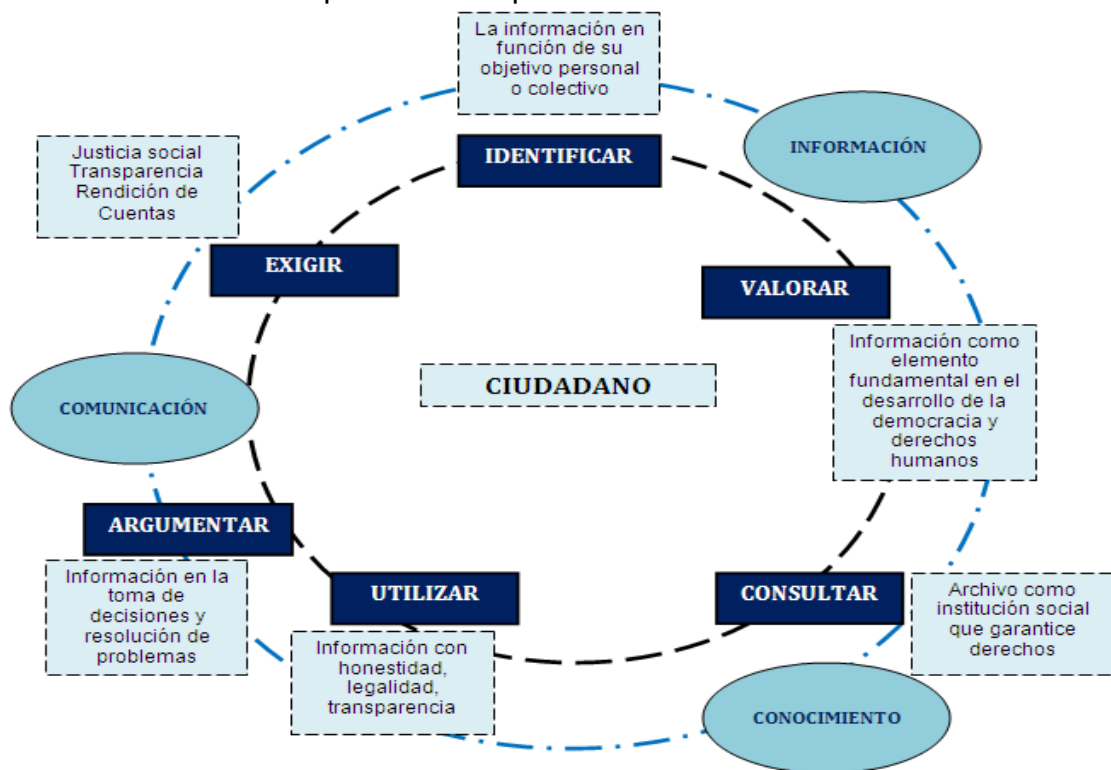 La información en
función de su
objetivo personal
o colectivo
IDENTIFICAR
INFORMACIÓN
VALORAR
Información como
elemento
fundamental en el
desarrollo de la
democracia y
derechos
humanos
CONSULTAR
Archivo como
institución social
que garantice
derechos
CONOCIMIENTO
UTILIZAR
Información con
honestidad,
legalidad,
transparencia
ARGUMENTAR
Información en la
toma de
decisiones y
resolución de
problemas
COMUNICACIÓN
EXIGIR
Justicia social
Transparencia
Rendición de
Cuentas
CIUDADANO